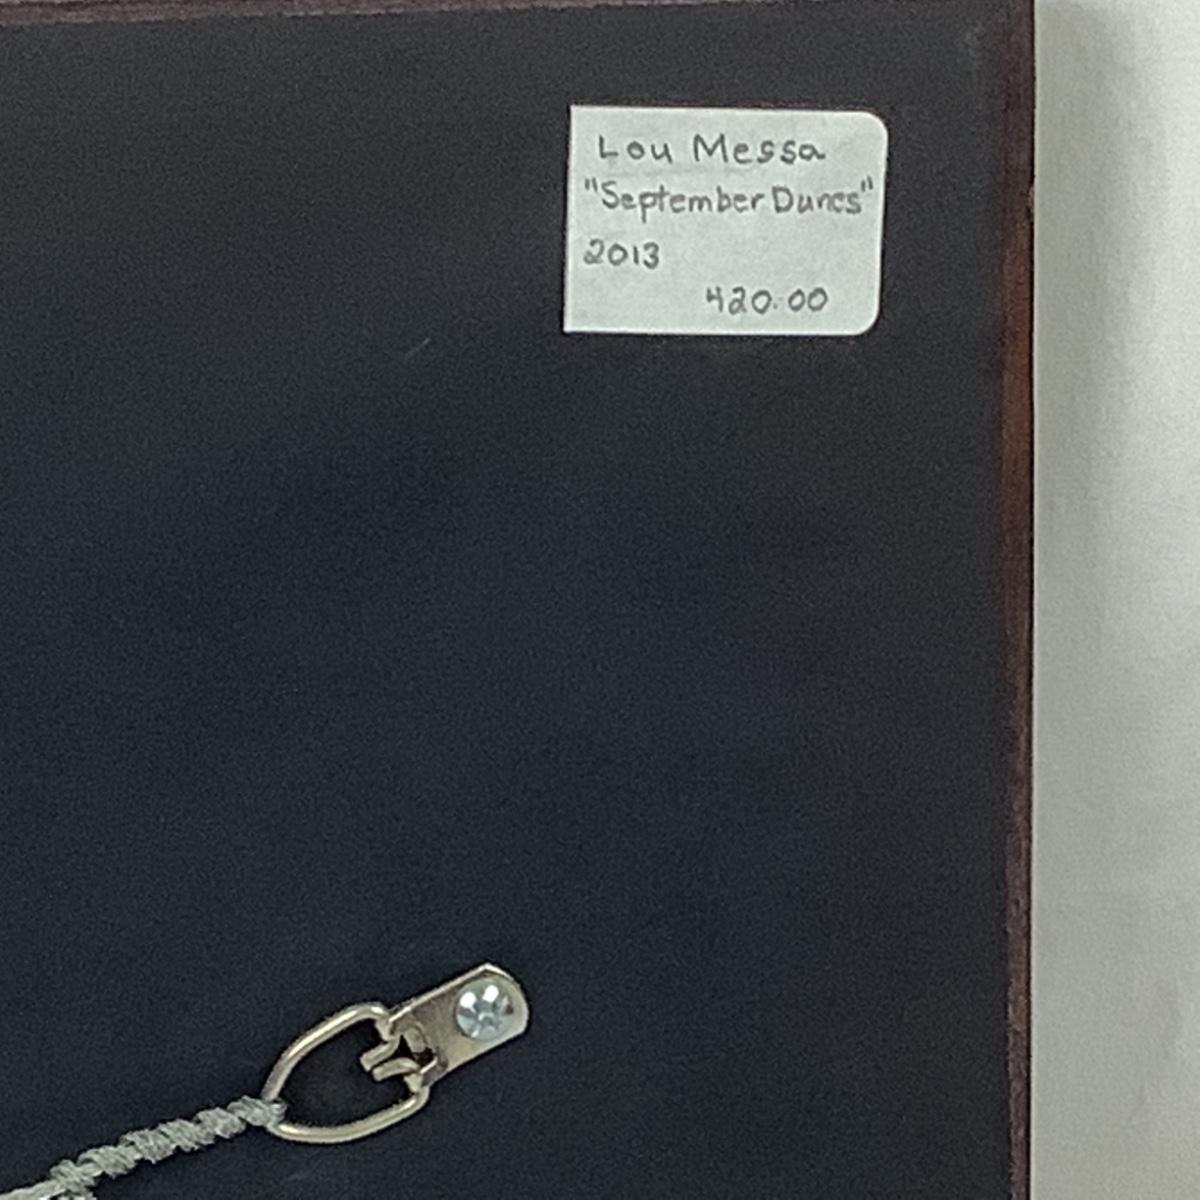 Lou Messa
"September Dunes"
2013
420.00